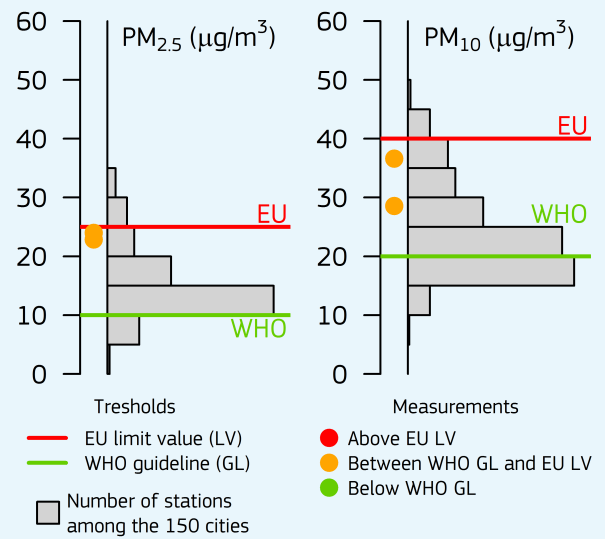 PM2.5 (μg/m³)
60
50
40
30
20
10
0
EU
WHO
PM10 (μg/m³)
60
50
40
30
20
10
0
EU
WHO
Tresholds
EU limit value (LV)
WHO guideline (GL)
Number of stations
among the 150 cities
Measurements
Above EU LV
Between WHO GL and EU LV
Below WHO GL